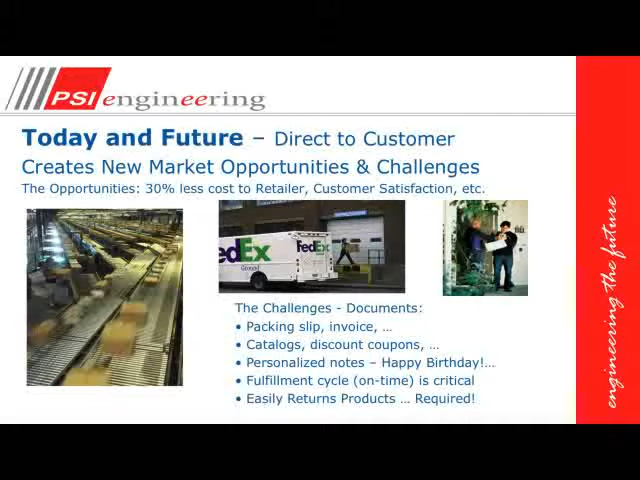 PSI engineering
Today and Future – Direct to Customer
Creates New Market Opportunities & Challenges
The Opportunities: 30% less cost to Retailer, Customer Satisfaction, etc.
edEx
Ground
FedEx
The Challenges - Documents:
• Packing slip, invoice, …
• Catalogs, discount coupons, …
• Personalized notes – Happy Birthday!…
• Fulfillment cycle (on-time) is critical
• Easily Returns Products … Required!
engineering the future